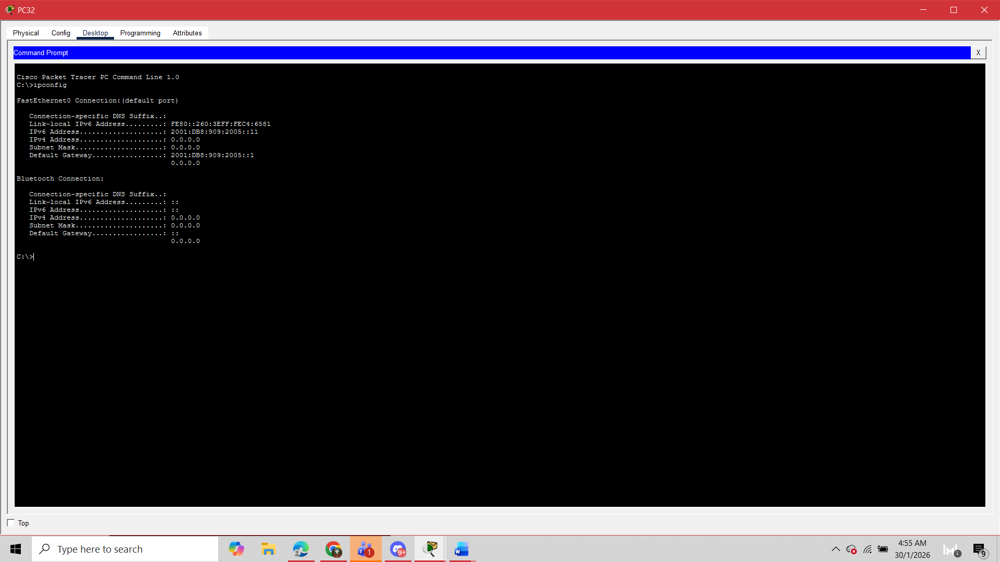 PC32
Physical Config Desktop Programming Attributes
Command Prompt
X
Cisco Packet Tracer PC Command Line 1.0
C:\>ipconfig
FastEthernet0 Connection:(default port)
Connection-specific DNS Suffix..:
Link-local IPv6 Address.........: FE80::260:3EFF:FEC4:6581
IPv6 Address....................: 2001:DB8:909:2005::11
IPv4 Address....................: 0.0.0.0
Subnet Mask.....................: 0.0.0.0
Default Gateway.................: 2001:DB8:909:2005::1
0.0.0.0
Bluetooth Connection:
Connection-specific DNS Suffix..:
Link-local IPv6 Address.........: ::
IPv6 Address....................: ::
IPv4 Address....................: 0.0.0.0
Subnet Mask.....................: 0.0.0.0
Default Gateway.................: ::
0.0.0.0
C:\>
Top
Type here to search
T 1
9+
W
4:55 AM
30/1/2026
3
9